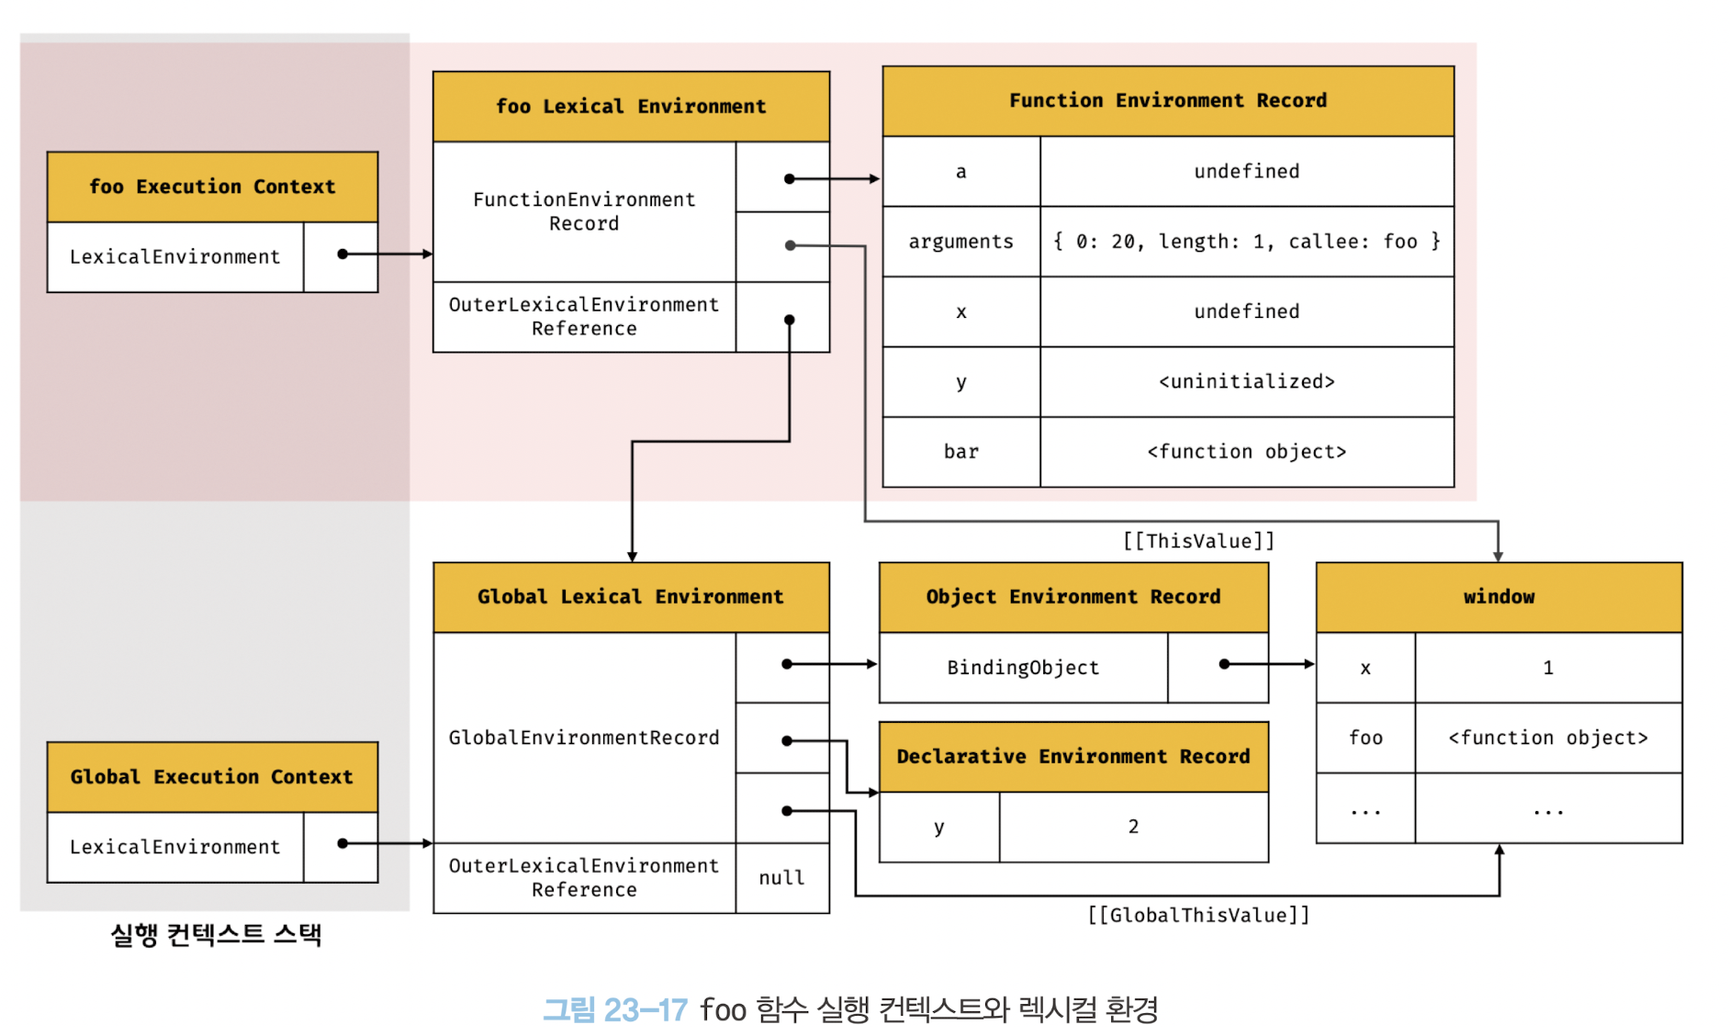 foo Execution Context
LexicalEnvironment
foo Lexical Environment
FunctionEnvironment
Record
OuterLexicalEnvironment
Reference
Function Environment Record
a undefined
arguments { 0: 20, length: 1, callee: foo }
x undefined
y <uninitialized>
bar <function object>
[[ThisValue]]
Global Execution Context
LexicalEnvironment
Global Lexical Environment
GlobalEnvironmentRecord
OuterLexicalEnvironment
Reference
null
Object Environment Record
BindingObject
Declarative Environment Record
y 2
window
x 1
foo <function object>
... ...
[[GlobalThisValue]]
실행 컨텍스트 스택
그림 23-17 foo 함수 실행 컨텍스트와 렉시컬 환경